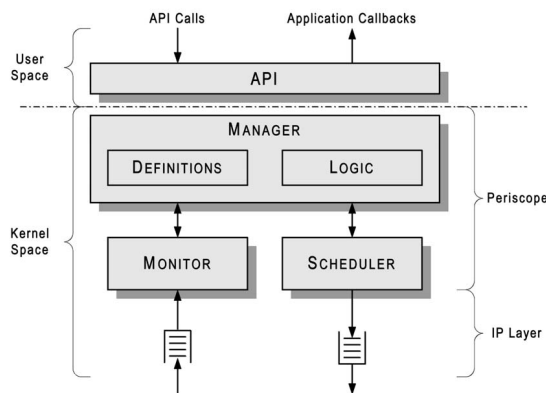 API Calls
Application Callbacks
User
Space
API
MANAGER
DEFINITIONS
LOGIC
Periscope
Kernel
Space
MONITOR
SCHEDULER
IP Layer